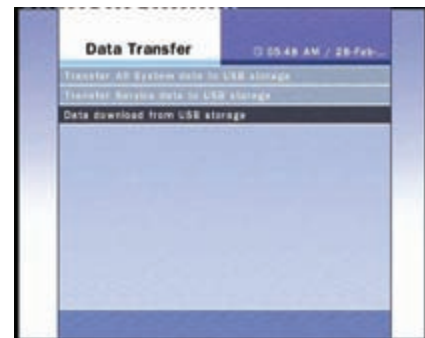 Data Transfer
05:48 AM / 28-Feb-...
Transfer All System data to USB storage
Transfer Service data to USB storage
Data download from USB storage